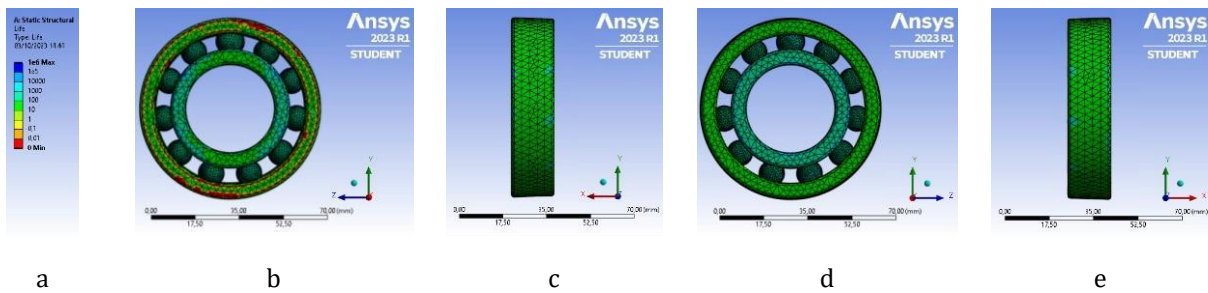 A: Static Structural
Life
Type: Life
1e6 Max
1e5
10000
1000
100
10
1
0,1
0,01
0 Min
Ansys
2023 R1
STUDENT
Y
Z
0,00
35,00
70,00 (mm)
17,50
52,50
Ansys
2023 R1
STUDENT
Y
X
0,00
35,00
70,00 (mm)
17,50
52,50
Ansys
2023 R1
STUDENT
Y
Z
0,00
35,00
70,00 (mm)
17,50
52,50
Ansys
2023 R1
STUDENT
Y
X
0,00
35,00
70,00 (mm)
17,50
52,50
a
b
c
d
e